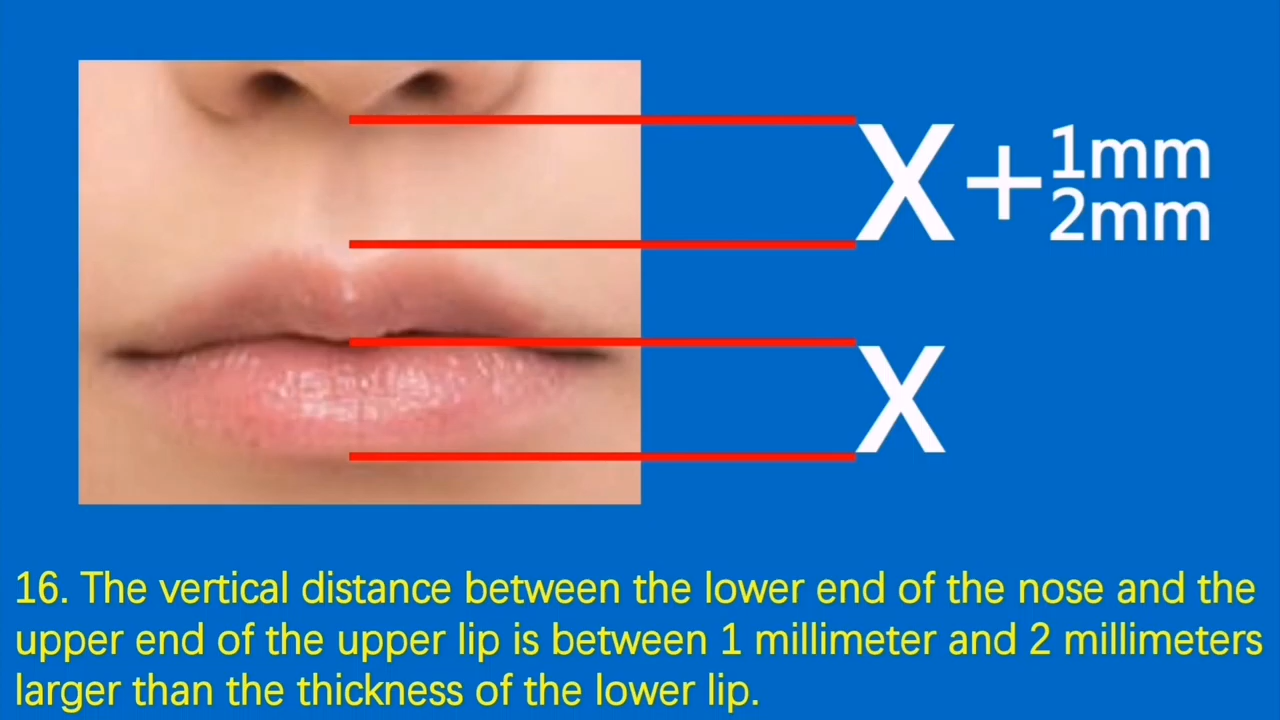 X+1mm
2mm
X
16. The vertical distance between the lower end of the nose and the
upper end of the upper lip is between 1 millimeter and 2 millimeters
larger than the thickness of the lower lip.